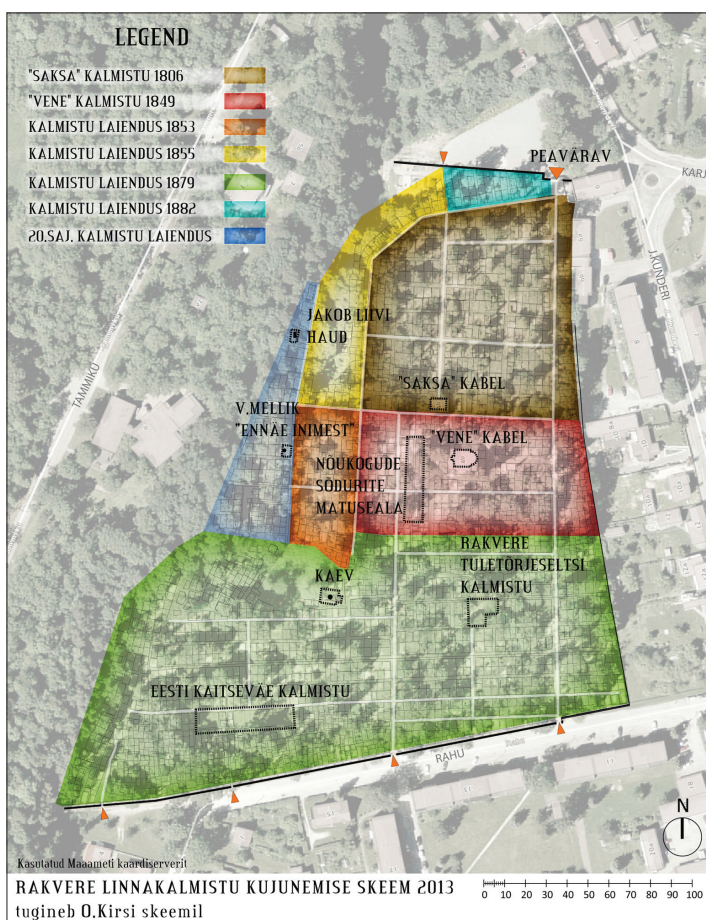 LEGEND
"SAKSA" KALMISTU 1806
"VENE" KALMISTU 1849
KALMISTU LAIENDUS 1853
KALMISTU LAIENDUS 1855
KALMISTU LAIENDUS 1879
KALMISTU LAIENDUS 1882
20.SAJ. KALMISTU LAIENDUS
PEAVÄRAV
KARJ
J.KUNDERI
TAMMIKU
JAKOB LIIVI
HAUD
"SAKSA" KABEL
V.MELLIK
"ENNÄE INIMEST"
"VENE" KABEL
NÕUKOGUDE
SÕDURITE
MATUSEALA
RAKVERE
TULETÕRJESELTSI
KALMISTU
KAEV
EESTI KAITSEVÄE KALMISTU
RAHU
Rahu
N
Kasutatud Maaameti kaardiserverit
RAKVERE LINNAKALMISTU KUJUNEMISE SKEEM 2013
tugineb O.Kirsi skeemil
0 10 20 30 40 50 60 70 80 90 100